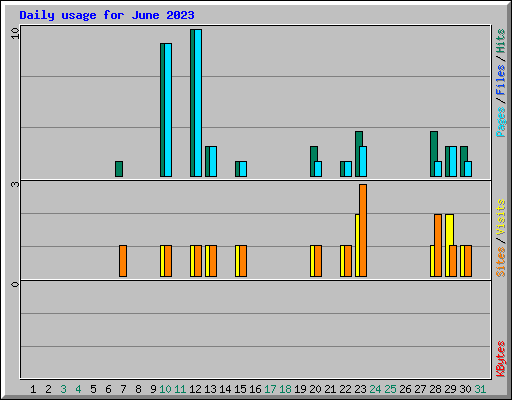 Daily usage for June 2023
10
3
0
Pages/Files/Hits
Sites/Visits
KBytes
1 2 3 4 5 6 7 8 9 10 11 12 13 14 15 16 17 18 19 20 21 22 23 24 25 26 27 28 29 30 31